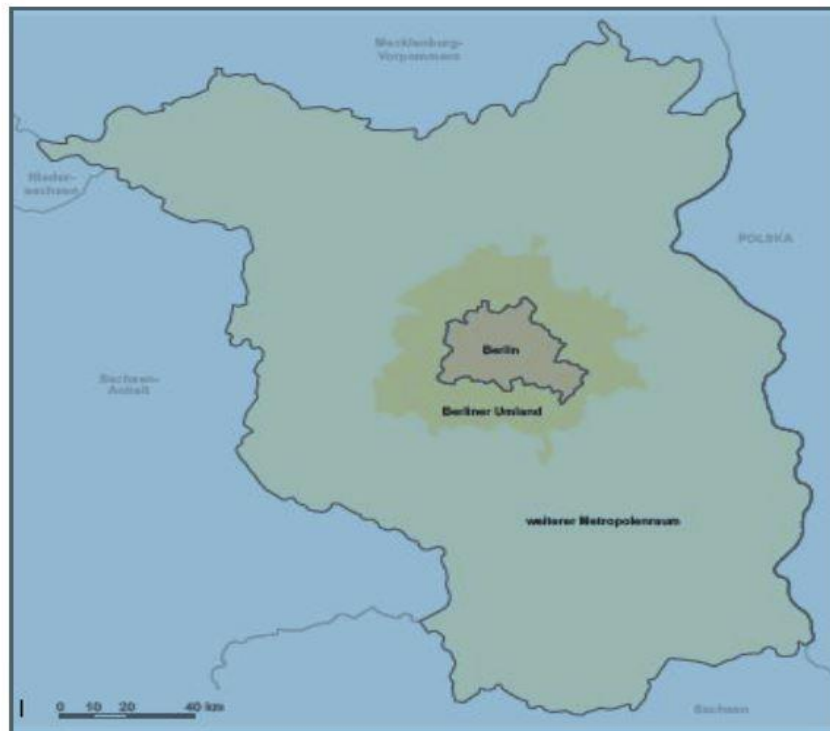 Mecklenburg-
Vorpommern
Nieder-
sachsen
POLSKA
Berlin
Sachsen-
Anhalt
Berliner Umland
weiterer Metropolenraum
0 10 20 40 km
Sachsen